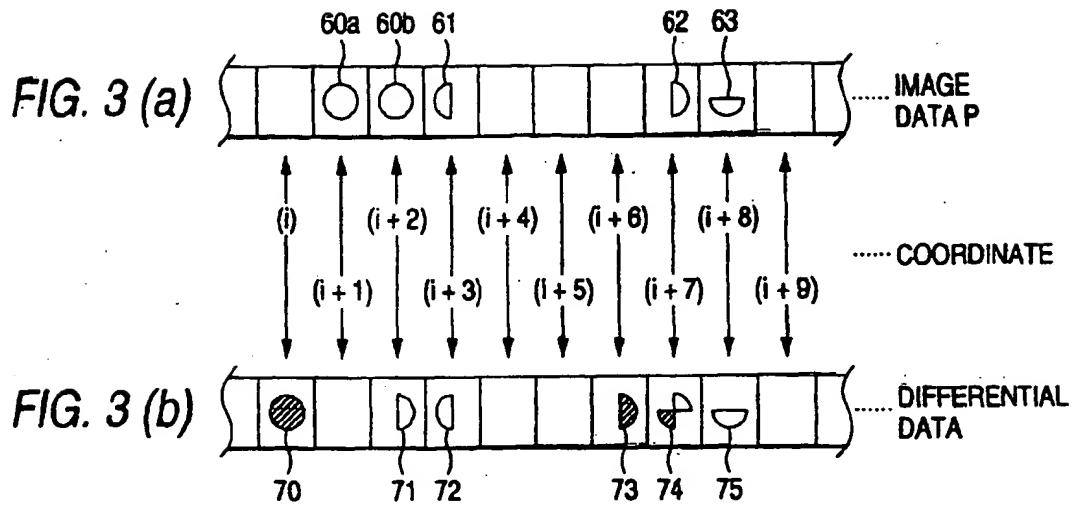 60a 60b 61 62 63
FIG. 3 (a)
...... IMAGE
DATA P
(i) (i + 2) (i + 4) (i + 6) (i + 8)
...... COORDINATE
(i + 1) (i + 3) (i + 5) (i + 7) (i + 9)
FIG. 3 (b)
...... DIFFERENTIAL
DATA
70 71 72 73 74 75